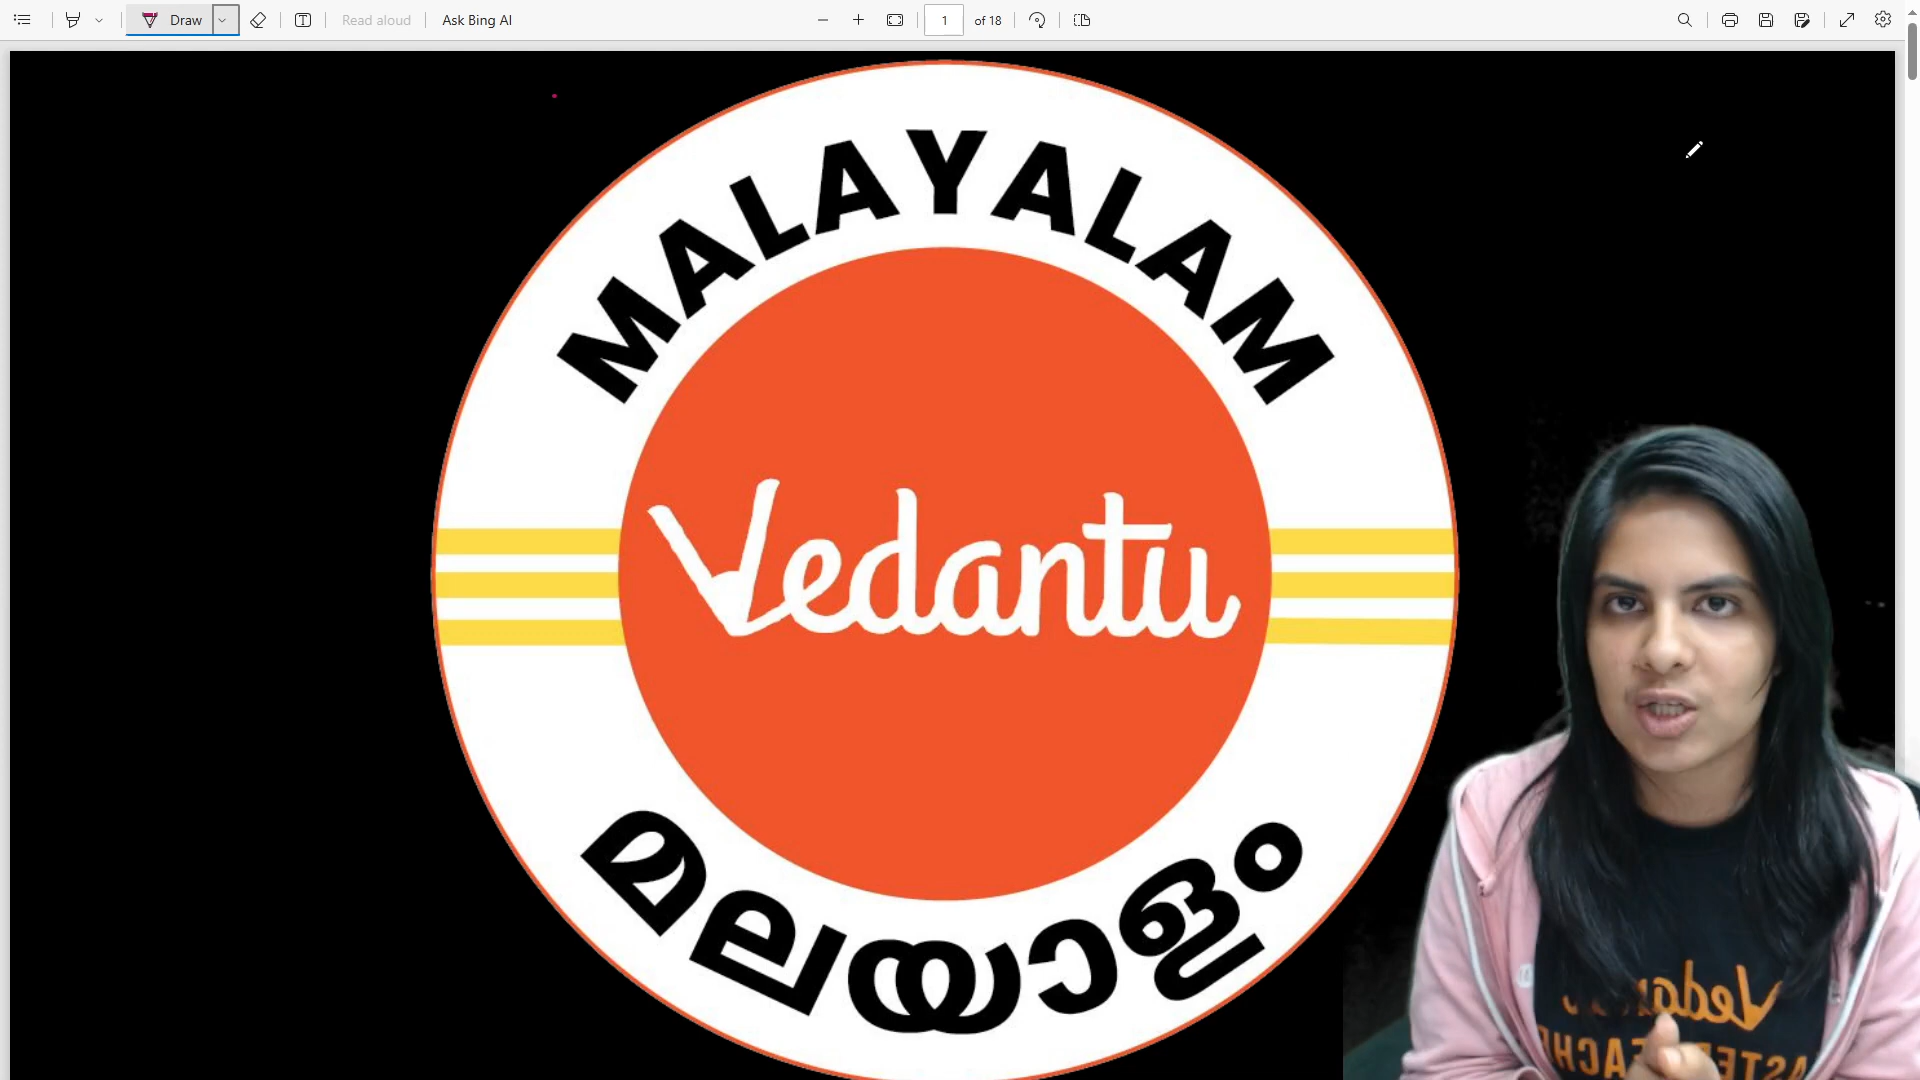 Draw
Read aloud
Ask Bing AI
1 of 18
MALAYALAM
Vedantu
മലയാളം